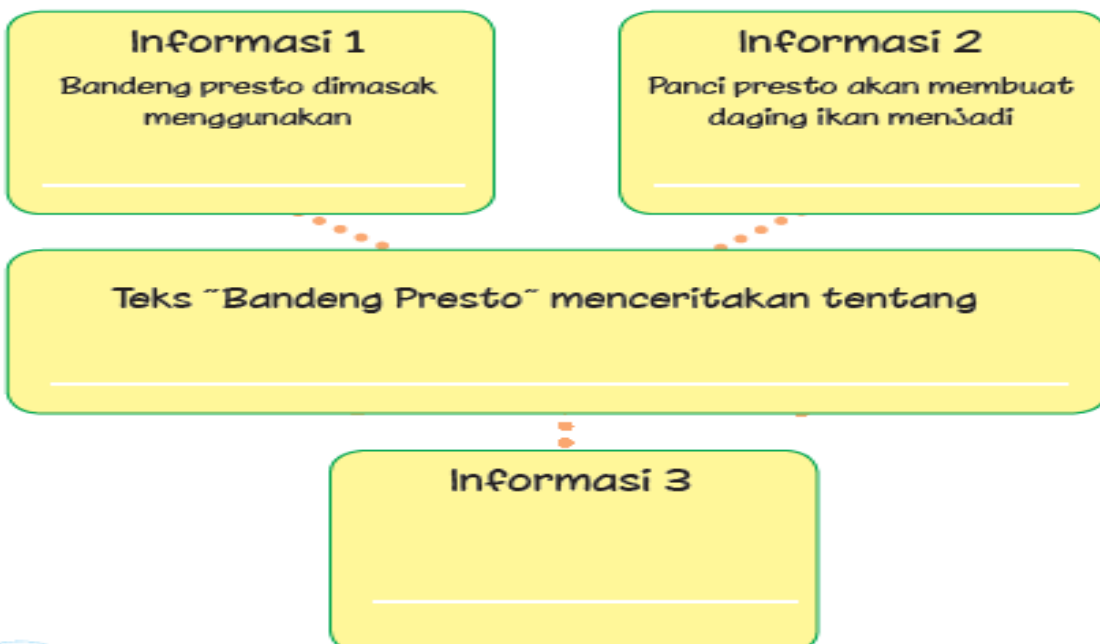 Informasi 1
Bandeng presto dimasak
menggunakan
Informasi 2
Panci presto akan membuat
daging ikan menjadi
Teks "Bandeng Presto" menceritakan tentang
Informasi 3